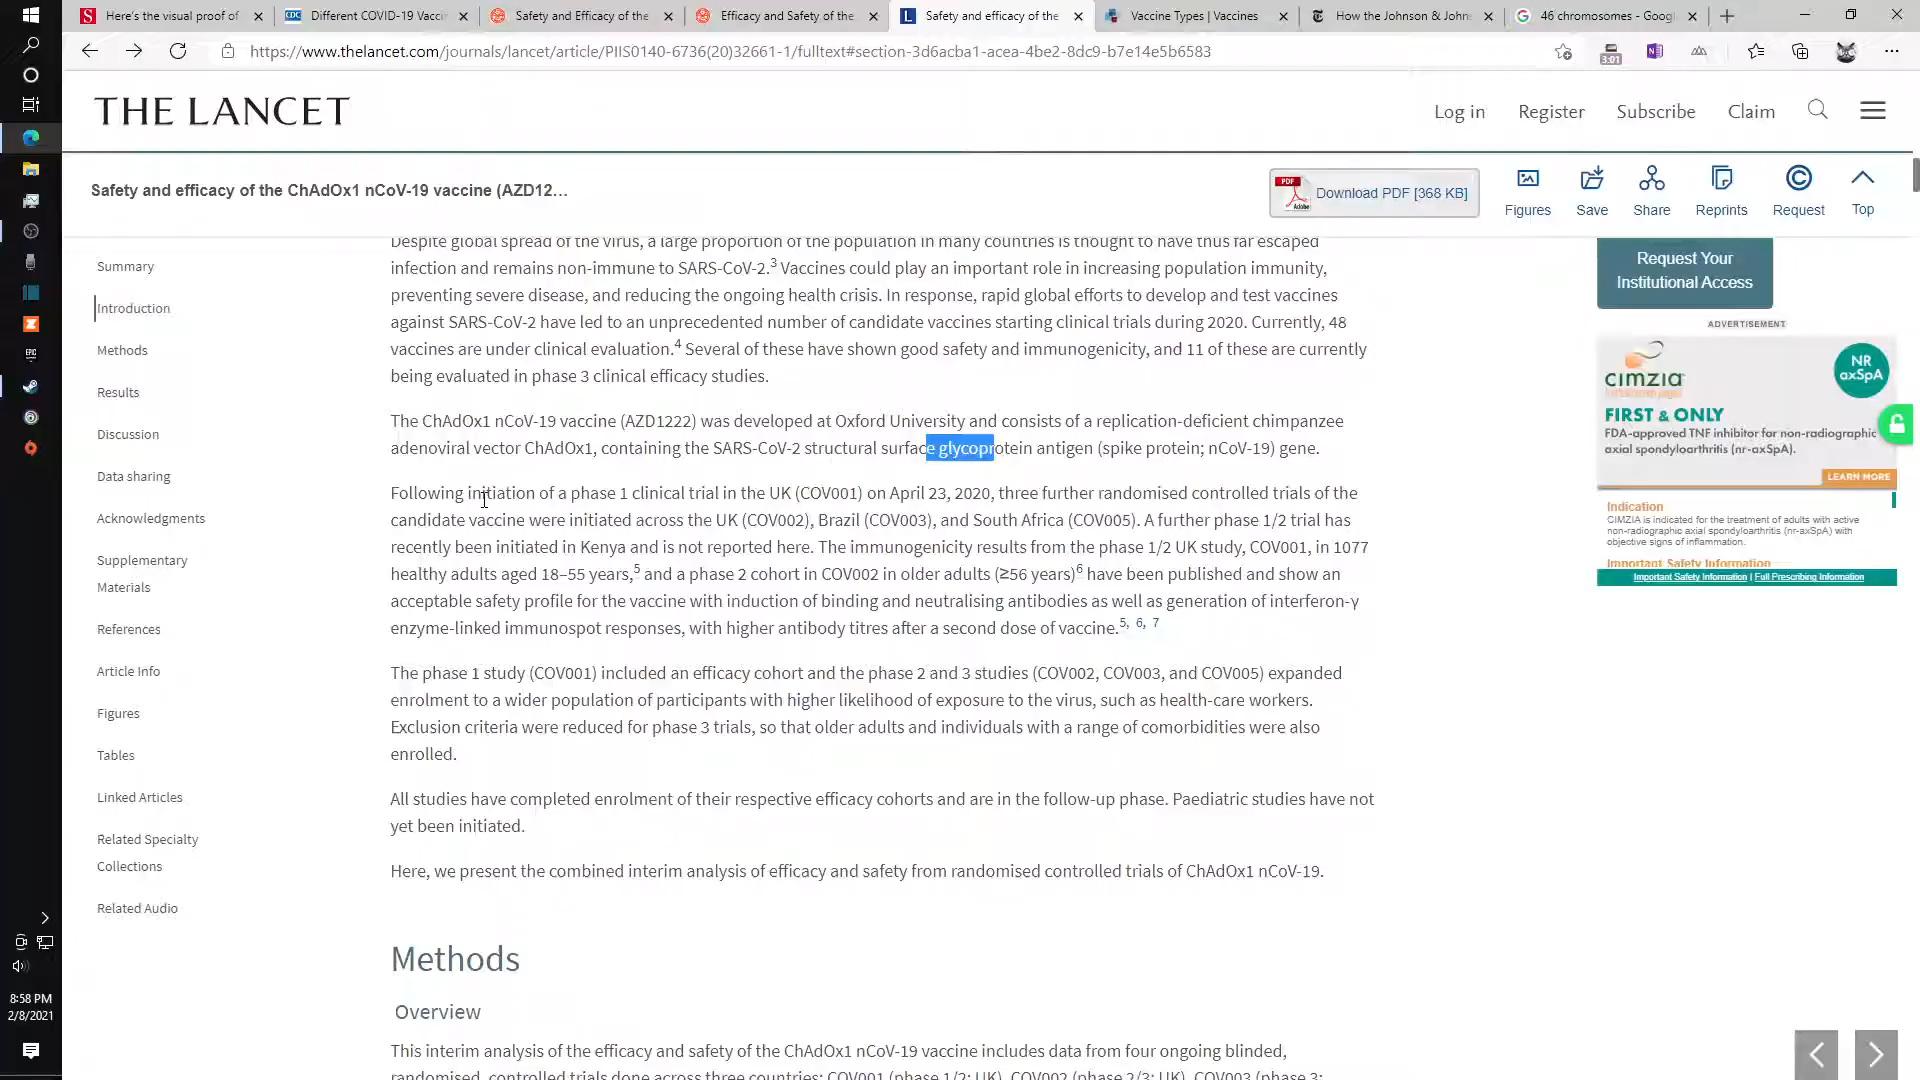 Here's the visual proof of
Different COVID-19 Vacci
Safety and Efficacy of the
Efficacy and Safety of the
Safety and efficacy of the
Vaccine Types | Vaccines
How the Johnson & John
46 chromosomes - Goog
https://www.thelancet.com/journals/lancet/article/PIIS0140-6736(20)32661-1/fulltext#section-3d6acba1-acea-4be2-8dc9-b7e14e5b6583
3:01
THE LANCET
Log in
Register
Subscribe
Claim
Safety and efficacy of the ChAdOx1 nCoV-19 vaccine (AZD12...
Download PDF [368 KB]
Figures
Save
Share
Reprints
Request
Top
Summary
Introduction
Methods
Results
Discussion
Data sharing
Acknowledgments
Supplementary
Materials
References
Article Info
Figures
Tables
Linked Articles
Related Specialty
Collections
Related Audio
Despite global spread of the virus, a large proportion of the population in many countries is thought to have thus far escaped
infection and remains non-immune to SARS-CoV-2.3 Vaccines could play an important role in increasing population immunity,
preventing severe disease, and reducing the ongoing health crisis. In response, rapid global efforts to develop and test vaccines
against SARS-CoV-2 have led to an unprecedented number of candidate vaccines starting clinical trials during 2020. Currently, 48
vaccines are under clinical evaluation.4 Several of these have shown good safety and immunogenicity, and 11 of these are currently
being evaluated in phase 3 clinical efficacy studies.
The ChAdOx1 nCoV-19 vaccine (AZD1222) was developed at Oxford University and consists of a replication-deficient chimpanzee
adenoviral vector ChAdOx1, containing the SARS-CoV-2 structural surface glycoprotein antigen (spike protein; nCoV-19) gene.
Following initiation of a phase 1 clinical trial in the UK (COV001) on April 23, 2020, three further randomised controlled trials of the
candidate vaccine were initiated across the UK (COV002), Brazil (COV003), and South Africa (COV005). A further phase 1/2 trial has
recently been initiated in Kenya and is not reported here. The immunogenicity results from the phase 1/2 UK study, COV001, in 1077
healthy adults aged 18–55 years,5 and a phase 2 cohort in COV002 in older adults (≥56 years)6 have been published and show an
acceptable safety profile for the vaccine with induction of binding and neutralising antibodies as well as generation of interferon-γ
enzyme-linked immunospot responses, with higher antibody titres after a second dose of vaccine.5, 6, 7
The phase 1 study (COV001) included an efficacy cohort and the phase 2 and 3 studies (COV002, COV003, and COV005) expanded
enrolment to a wider population of participants with higher likelihood of exposure to the virus, such as health-care workers.
Exclusion criteria were reduced for phase 3 trials, so that older adults and individuals with a range of comorbidities were also
enrolled.
All studies have completed enrolment of their respective efficacy cohorts and are in the follow-up phase. Paediatric studies have not
yet been initiated.
Here, we present the combined interim analysis of efficacy and safety from randomised controlled trials of ChAdOx1 nCoV-19.
Methods
Overview
This interim analysis of the efficacy and safety of the ChAdOx1 nCoV-19 vaccine includes data from four ongoing blinded,
randomised, controlled trials done across three countries: COV001 (phase 1/2; UK), COV002 (phase 2/3; UK), COV003 (phase 3;
Request Your
Institutional Access
ADVERTISEMENT
cimzia
NR
axSpA
FIRST & ONLY
FDA-approved TNF inhibitor for non-radiographic
axial spondyloarthritis (nr-axSpA).
LEARN MORE
Indication
CIMZIA is indicated for the treatment of adults with active
non-radiographic axial spondyloarthritis (nr-axSpA) with
objective signs of inflammation.
Important Safety Information
Important Safety Information | Full Prescribing Information
8:58 PM
2/8/2021